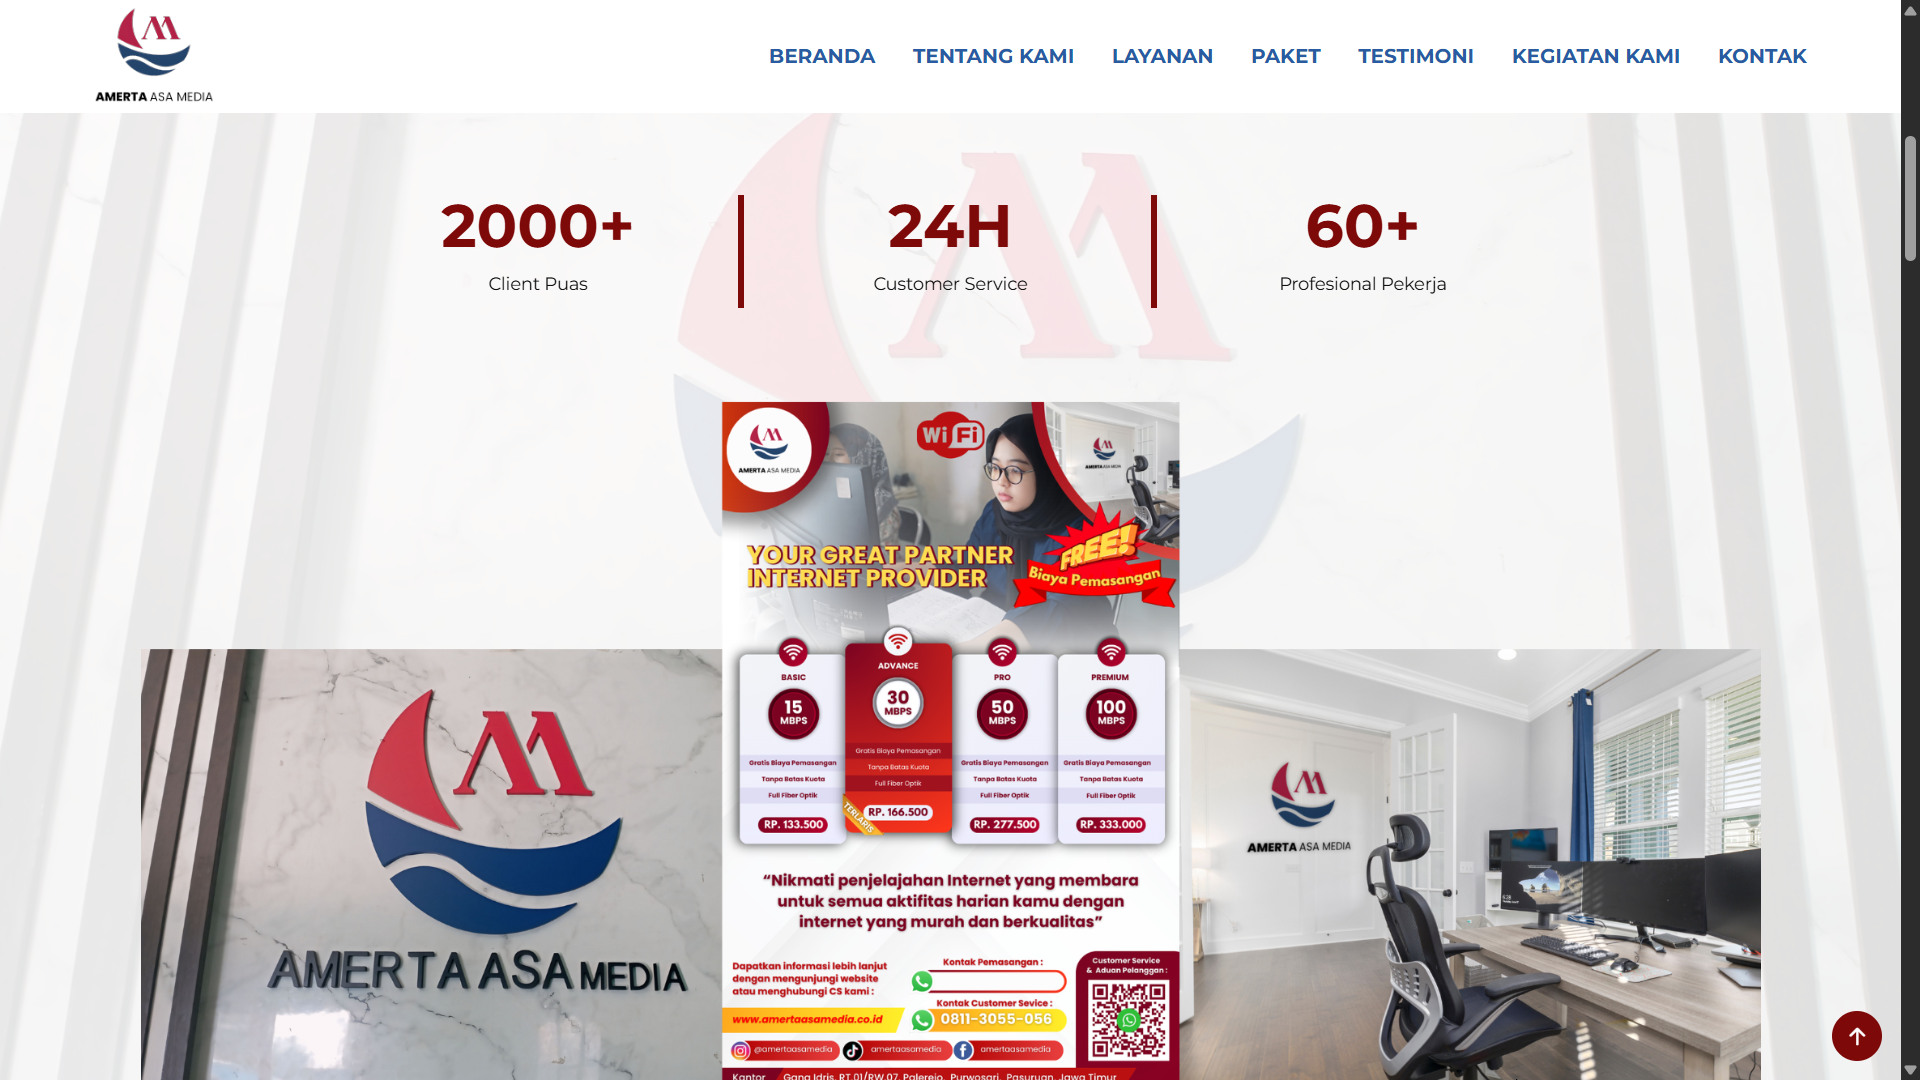 AMERTA ASA MEDIA
BERANDA
TENTANG KAMI
LAYANAN
PAKET
TESTIMONI
KEGIATAN KAMI
KONTAK
2000+
Client Puas
24H
Customer Service
60+
Profesional Pekerja
AMERTA ASA MEDIA
WiFi
AMERTA ASA MEDIA
YOUR GREAT PARTNER
INTERNET PROVIDER
FREE!
Biaya Pemasangan
BASIC
15
MBPS
Gratis Biaya Pemasangan
Tanpa Batas Kuota
Full Fiber Optik
RP. 133.500
ADVANCE
30
MBPS
Gratis Biaya Pemasangan
Tanpa Batas Kuota
Full Fiber Optik
TERLARIS
RP. 166.500
PRO
50
MBPS
Gratis Biaya Pemasangan
Tanpa Batas Kuota
Full Fiber Optik
RP. 277.500
PREMIUM
100
MBPS
Gratis Biaya Pemasangan
Tanpa Batas Kuota
Full Fiber Optik
RP. 333.000
“Nikmati penjelajahan Internet yang membara
untuk semua aktifitas harian kamu dengan
internet yang murah dan berkualitas”
Dapatkan informasi lebih lanjut
dengan mengunjungi website
atau menghubungi CS kami :
www.amertaasamedia.co.id
Kontak Pemasangan :
Kontak Customer Sevice :
0811-3055-056
Customer Service
& Aduan Pelanggan :
@amertaasamedia
amertaasamedia
amertaasamedia
Kantor
Gang Idris, RT.01/RW.07, Palerejo, Purwosari, Pasuruan, Jawa Timur
AMERTA ASA MEDIA
AMERTA ASA MEDIA